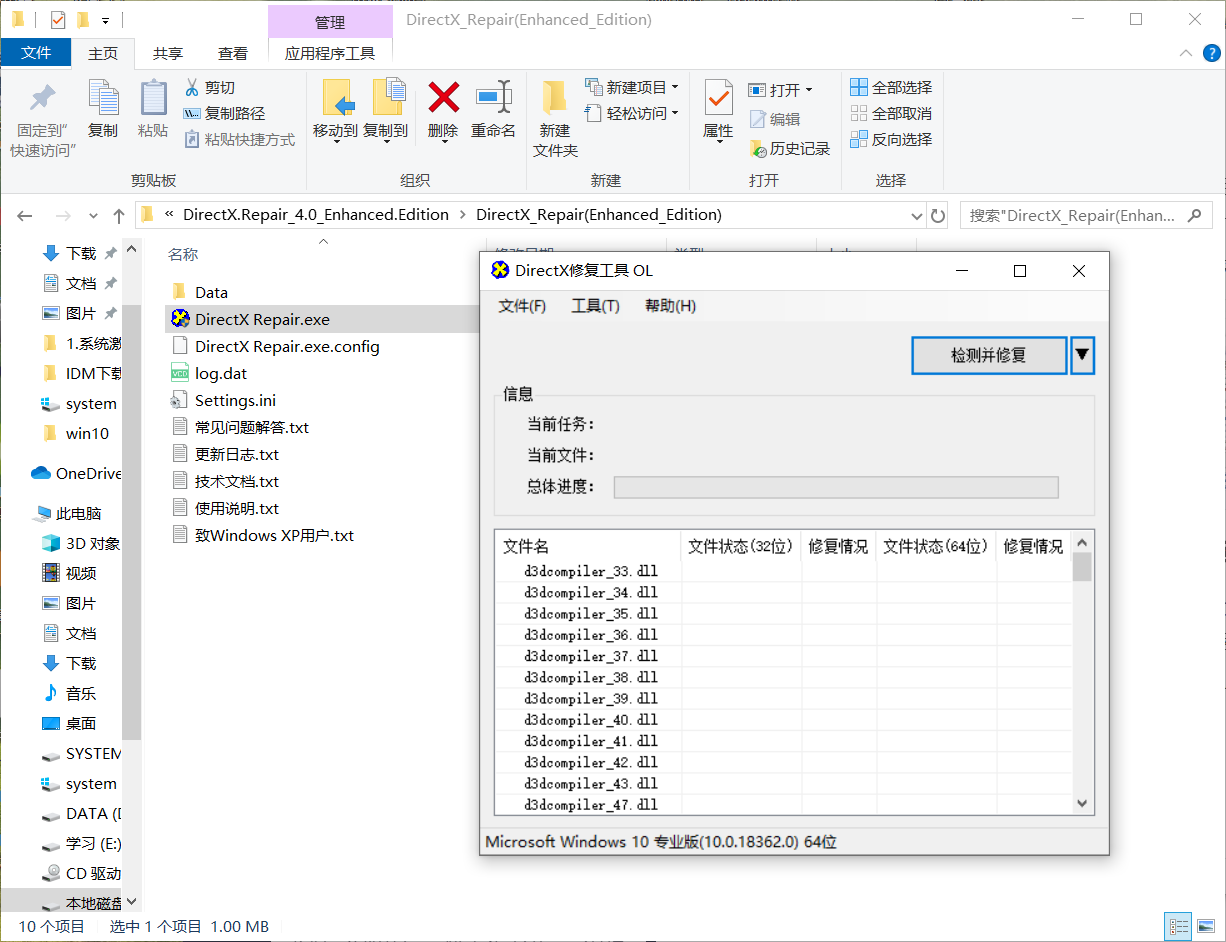 管理
DirectX_Repair(Enhanced_Edition)
文件
主页
共享
查看
应用程序工具
固定到"
快速访问"
复制
粘贴
剪切
复制路径
粘贴快捷方式
剪贴板
移动到
复制到
删除
重命名
组织
新建
文件夹
新建项目
轻松访问
新建
属性
打开
编辑
历史记录
打开
全部选择
全部取消
反向选择
选择
« DirectX.Repair_4.0_Enhanced.Edition > DirectX_Repair(Enhanced_Edition)
搜索"DirectX_Repair(Enhan...
下载
文档
图片
1.系统激
IDM下载
system
win10
OneDrive
此电脑
3D 对象
视频
图片
文档
下载
音乐
桌面
SYSTEM
system
DATA (D
学习 (E:)
CD 驱动
本地磁盘
名称
Data
DirectX Repair.exe
DirectX Repair.exe.config
log.dat
Settings.ini
常见问题解答.txt
更新日志.txt
技术文档.txt
使用说明.txt
致Windows XP用户.txt
DirectX修复工具 OL
文件(F)
工具(T)
帮助(H)
检测并修复
信息
当前任务：
当前文件：
总体进度：
文件名
文件状态(32位)
修复情况
文件状态(64位)
修复情况
d3dcompiler_33.dll
d3dcompiler_34.dll
d3dcompiler_35.dll
d3dcompiler_36.dll
d3dcompiler_37.dll
d3dcompiler_38.dll
d3dcompiler_39.dll
d3dcompiler_40.dll
d3dcompiler_41.dll
d3dcompiler_42.dll
d3dcompiler_43.dll
d3dcompiler_47.dll
Microsoft Windows 10 专业版(10.0.18362.0) 64位
10 个项目
选中 1 个项目 1.00 MB